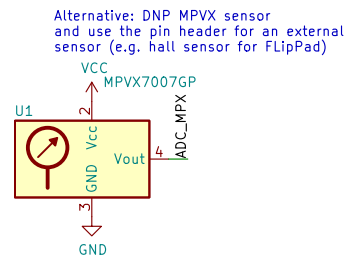 Alternative: DNP MPVX sensor
and use the pin header for an external
sensor (e.g. hall sensor for FLipPad)
VCC
MPVX7007GP
U1
2
Vcc
ADC_MPX
Vout
4
GND
3
GND